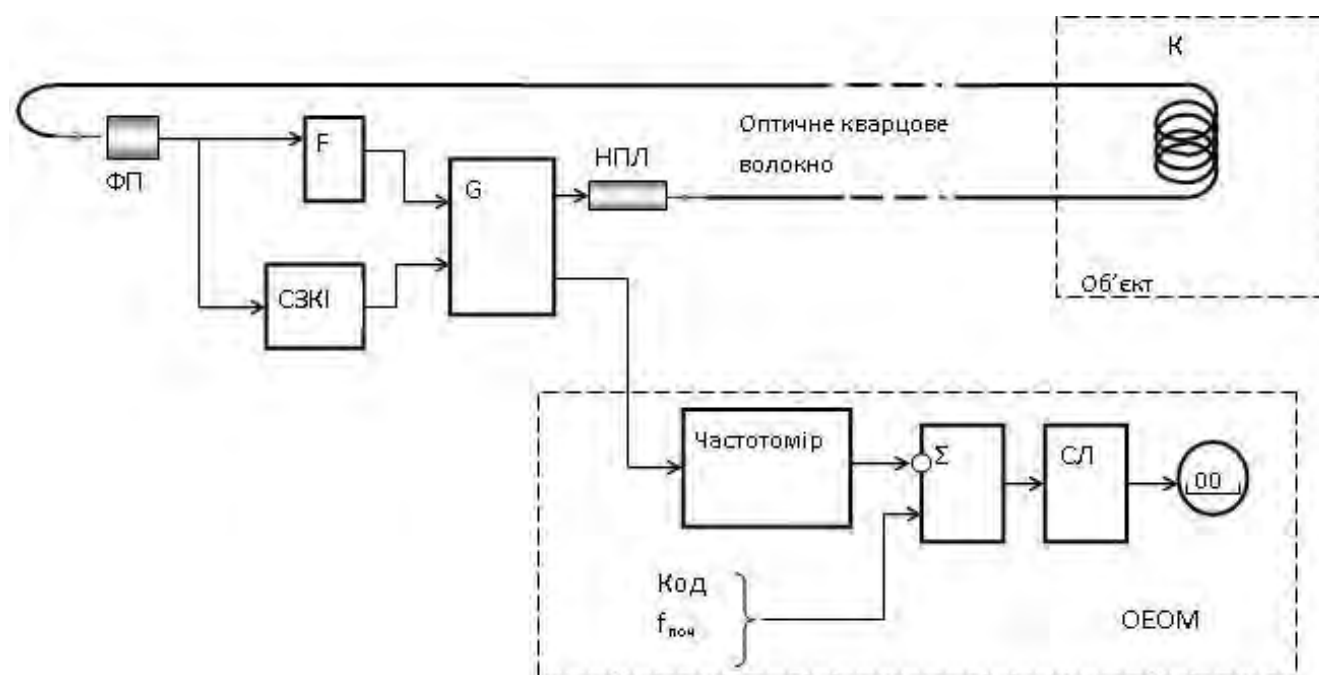 К
Оптичне кварцове
волокно
F
НПЛ
ФП
G
СЗКІ
Об'єкт
Частотомір
Σ
СЛ
00
Код
fпоч
ОЕОМ